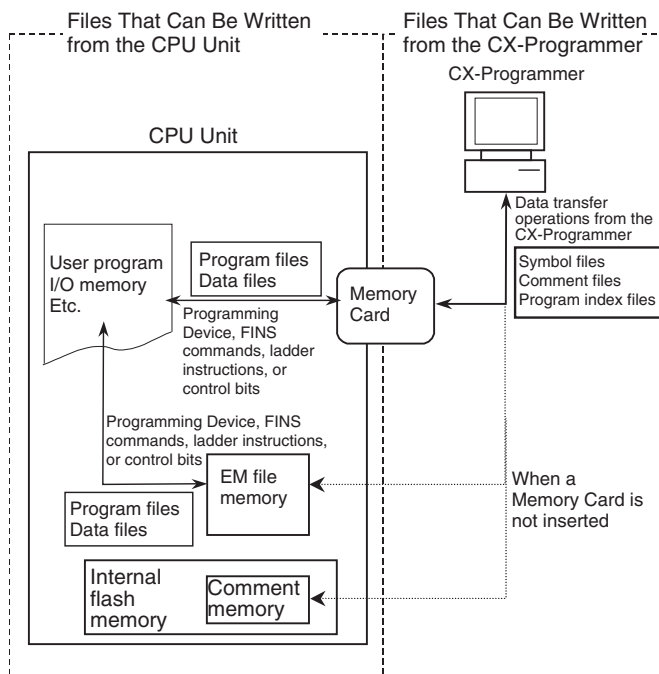 Files That Can Be Written
from the CPU Unit
Files That Can Be Written
from the CX-Programmer
CX-Programmer
CPU Unit
Data transfer
operations from the
CX-Programmer
Symbol files
Comment files
Program index files
User program
I/O memory
Etc.
Program files
Data files
Memory
Card
Programming
Device, FINS
commands, ladder
instructions, or
control bits
Programming Device, FINS
commands, ladder instructions,
or control bits
EM file
memory
Program files
Data files
When a
Memory Card is
not inserted
Internal
flash
memory
Comment
memory